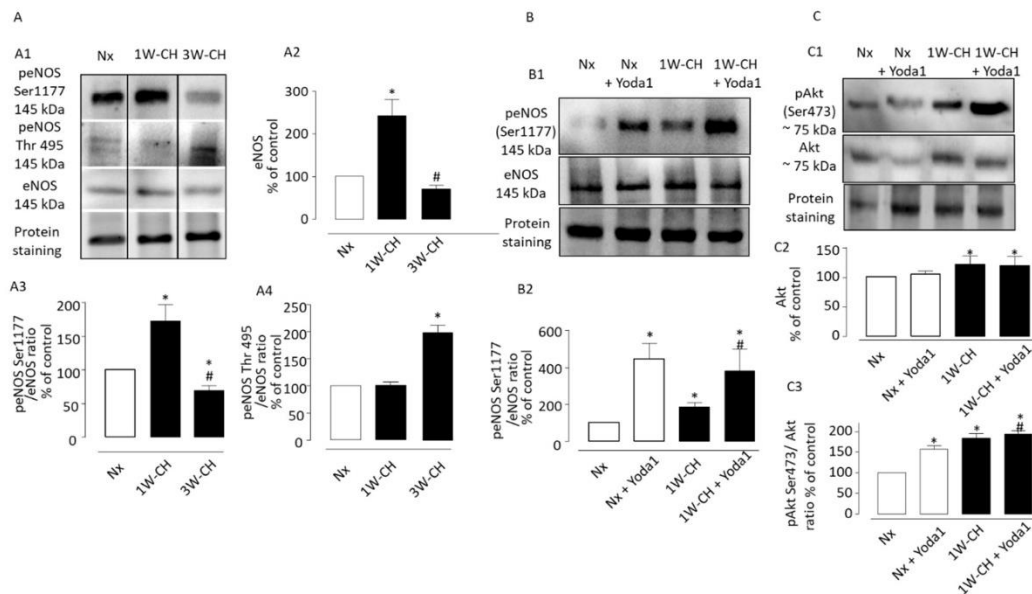 A
A1
Nx 1W-CH 3W-CH
peNOS
Ser1177
145 kDa
peNOS
Thr 495
145 kDa
eNOS
145 kDa
Protein
staining
A2
eNOS
% of control
300
200
100
0
Nx
1W-CH
3W-CH
A3
peNOS Ser1177
/eNOS ratio
% of control
200
150
100
50
0
*
*
#
Nx
1W-CH
3W-CH
A4
peNOS Thr 495
/eNOS ratio
% of control
200
150
100
50
0
*
Nx
1W-CH
3W-CH
*
#
B
B1
Nx Nx 1W-CH 1W-CH
+ Yoda1 + Yoda1
peNOS
(Ser1177)
145 kDa
eNOS
145 kDa
Protein
staining
B2
peNOS Ser1177
/eNOS ratio
% of control
600
400
200
0
*
*
*
#
Nx
Nx + Yoda1
1W-CH
1W-CH + Yoda1
C
C1
Nx Nx 1W-CH 1W-CH
+ Yoda1 + Yoda1
pAkt
(Ser473)
~ 75 kDa
Akt
~ 75 kDa
Protein
staining
C2
Akt
% of control
150
100
50
0
*
*
Nx
Nx + Yoda1
1W-CH
1W-CH + Yoda1
C3
pAkt Ser473/ Akt
ratio % of control
200
150
100
50
0
*
*
*
#
Nx
Nx + Yoda1
1W-CH
1W-CH + Yoda1